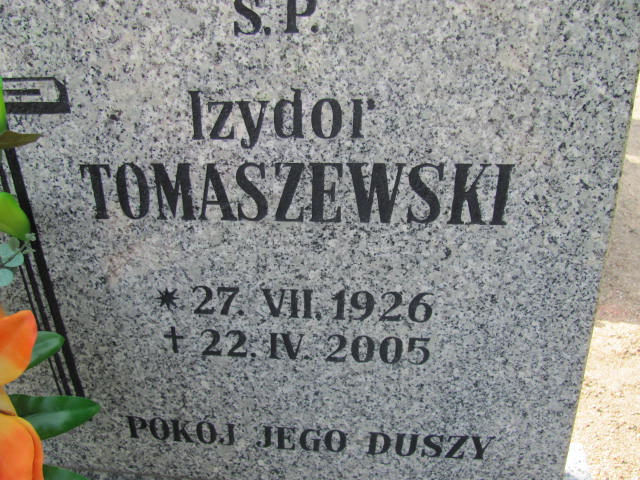 Ś.P.
Izydor
TOMASZEWSKI
* 27. VII. 1926
+ 22. IV. 2005
POKÓJ JEGO DUSZY